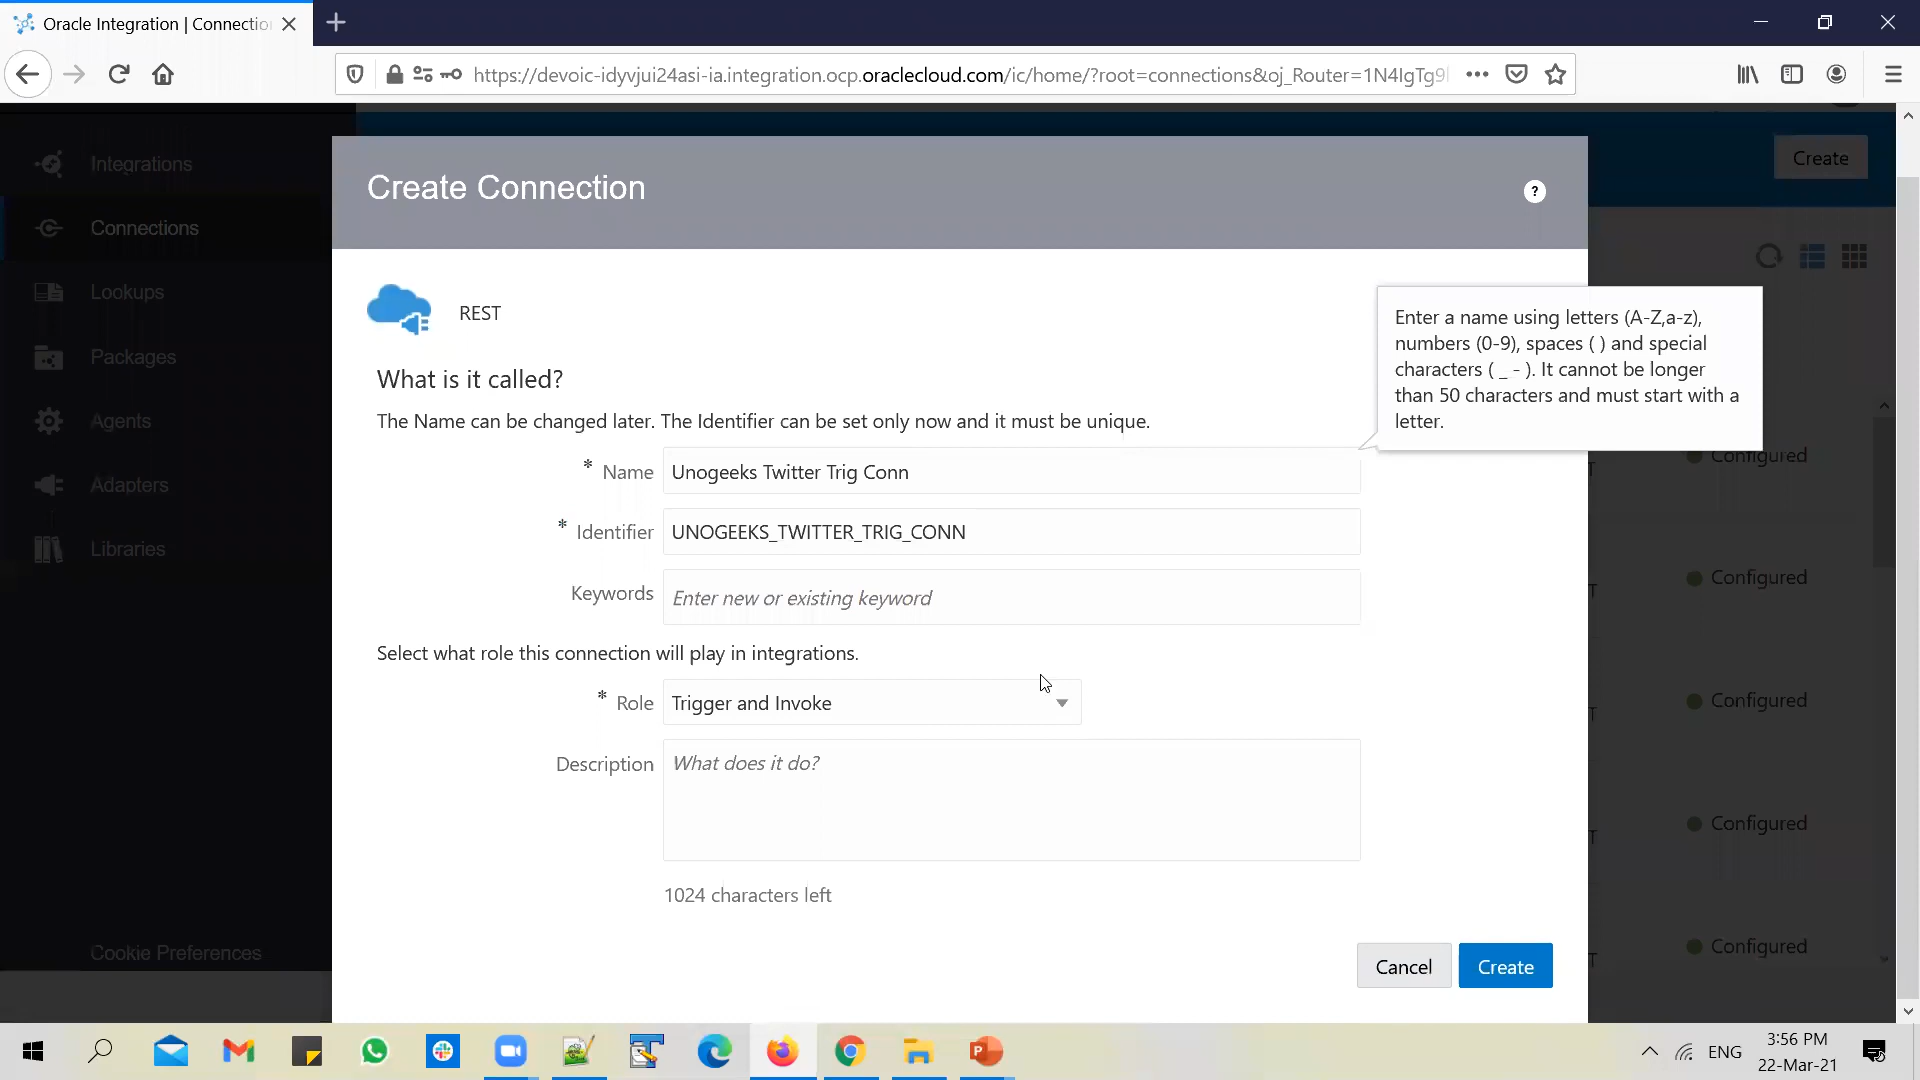 Oracle Integration | Connectio
https://devoic-idyvjui24asi-ia.integration.ocp.oraclecloud.com/ic/home/?root=connections&oj_Router=1N4IgTg9
Integrations
Connections
Lookups
Packages
Agents
Adapters
Libraries
Cookie Preferences
Create
Create Connection
?
REST
What is it called?
The Name can be changed later. The Identifier can be set only now and it must be unique.
Enter a name using letters (A-Z,a-z),
numbers (0-9), spaces ( ) and special
characters ( _ - ). It cannot be longer
than 50 characters and must start with a
letter.
* Name Unogeeks Twitter Trig Conn
* Identifier UNOGEEKS_TWITTER_TRIG_CONN
Keywords Enter new or existing keyword
Select what role this connection will play in integrations.
* Role Trigger and Invoke
Description What does it do?
1024 characters left
Cancel Create
Configured
Configured
Configured
Configured
Configured
ENG
3:56 PM
22-Mar-21